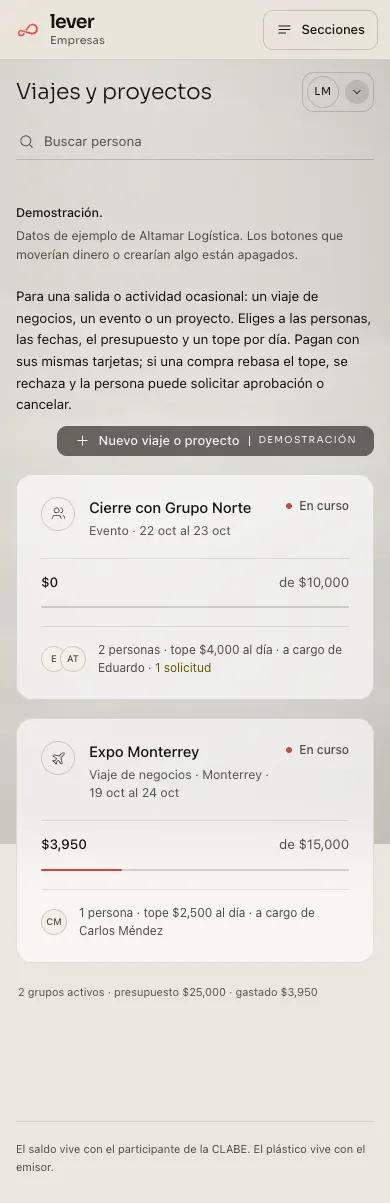 lever
Empresas
Secciones
Viajes y proyectos
LM
Buscar persona
Demostración.
Datos de ejemplo de Altamar Logística. Los botones que
moverían dinero o crearían algo están apagados.
Para una salida o actividad ocasional: un viaje de
negocios, un evento o un proyecto. Eliges a las personas,
las fechas, el presupuesto y un tope por día. Pagan con
sus mismas tarjetas; si una compra rebasa el tope, se
rechaza y la persona puede solicitar aprobación o
cancelar.
+ Nuevo viaje o proyecto | DEMOSTRACIÓN
Cierre con Grupo Norte
En curso
Evento · 22 oct al 23 oct
$0
de $10,000
E AT
2 personas · tope $4,000 al día · a cargo de
Eduardo · 1 solicitud
Expo Monterrey
En curso
Viaje de negocios · Monterrey ·
19 oct al 24 oct
$3,950
de $15,000
CM
1 persona · tope $2,500 al día · a cargo de
Carlos Méndez
2 grupos activos · presupuesto $25,000 · gastado $3,950
El saldo vive con el participante de la CLABE. El plástico vive con el
emisor.